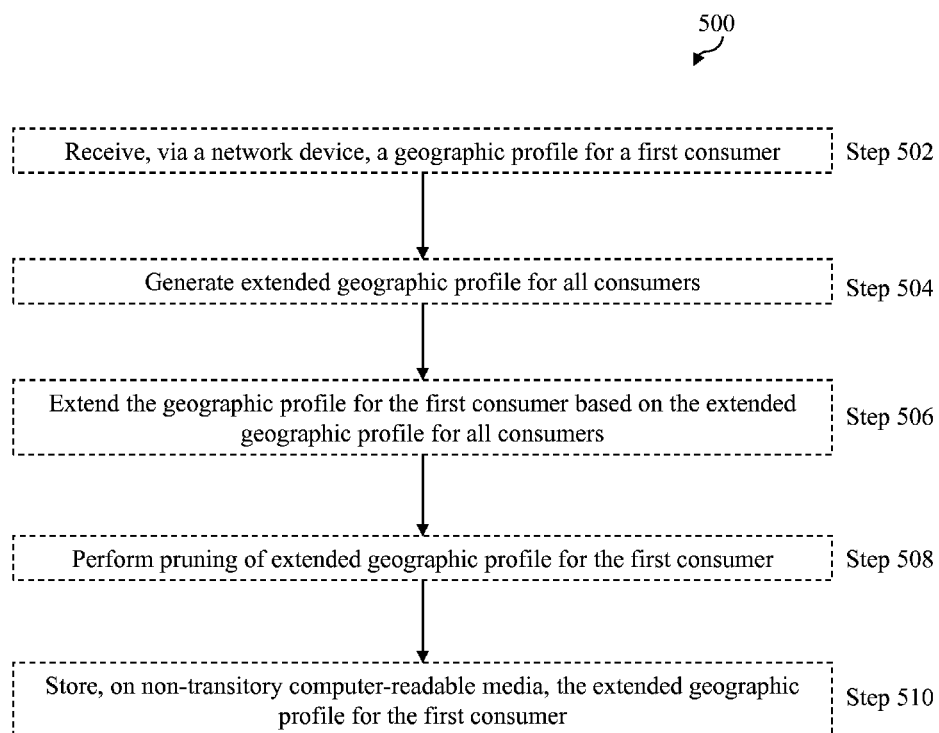 500
Receive, via a network device, a geographic profile for a first consumer
Step 502
Generate extended geographic profile for all consumers
Step 504
Extend the geographic profile for the first consumer based on the extended
geographic profile for all consumers
Step 506
Perform pruning of extended geographic profile for the first consumer
Step 508
Store, on non-transitory computer-readable media, the extended geographic
profile for the first consumer
Step 510